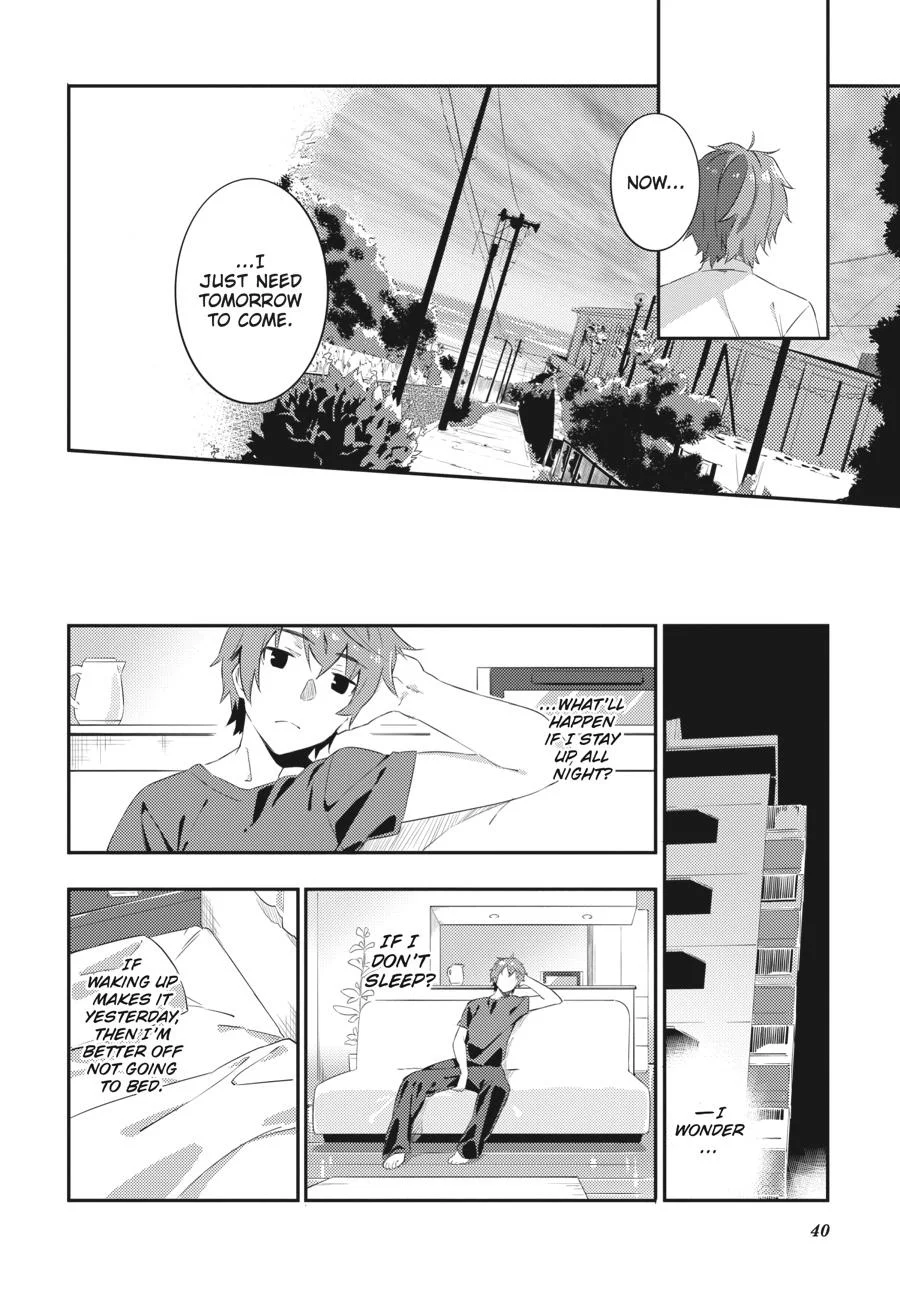 NOW...
...I
JUST NEED
TOMORROW
TO COME.
—I
WONDER
...
...WHAT'LL
HAPPEN
IF I STAY
UP ALL
NIGHT?
IF I
DON'T
SLEEP?
IF
WAKING UP
MAKES IT
YESTERDAY,
THEN I'M
BETTER OFF
NOT GOING
TO BED.
40